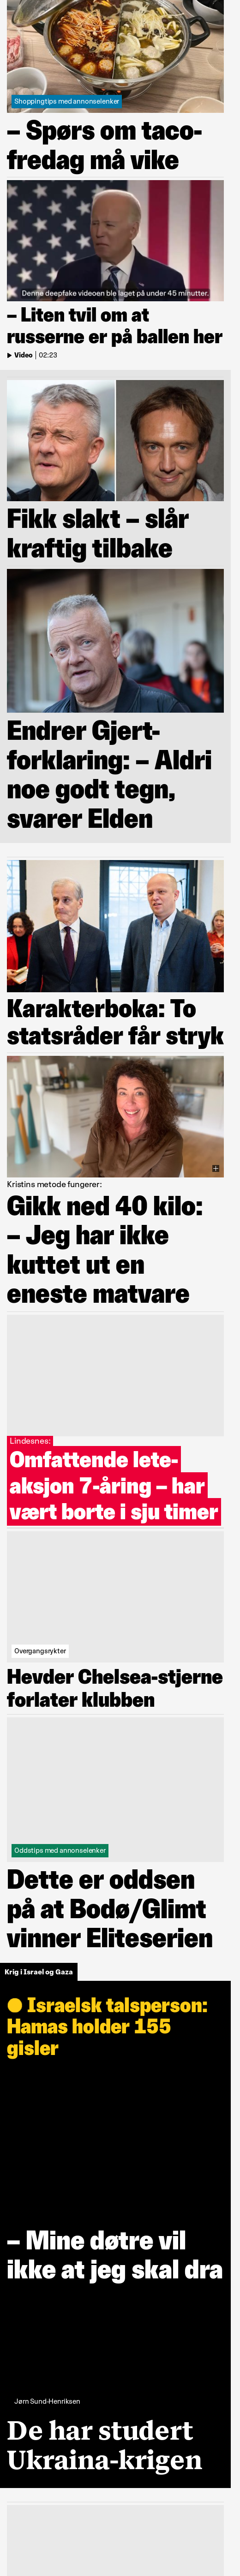 Shoppingtips med annonselenker
– Spørs om taco-
fredag må vike
Denne deepfake videoen ble laget på under 45 minutter.
– Liten tvil om at
russerne er på ballen her
Video | 02:23
Fikk slakt – slår
kraftig tilbake
Endrer Gjert-
forklaring: – Aldri
noe godt tegn,
svarer Elden
Karakterboka: To
statsråder får stryk
Kristins metode fungerer:
Gikk ned 40 kilo:
– Jeg har ikke
kuttet ut en
eneste matvare
Lindesnes:
Omfattende lete-
aksjon 7-åring – har
vært borte i sju timer
Overgangsrykter
Hevder Chelsea-stjerne
forlater klubben
Oddstips med annonselenker
Dette er oddsen
på at Bodø/Glimt
vinner Eliteserien
Krig i Israel og Gaza
Israelsk talsperson:
Hamas holder 155
gisler
– Mine døtre vil
ikke at jeg skal dra
Jørn Sund-Henriksen
De har studert
Ukraina-krigen